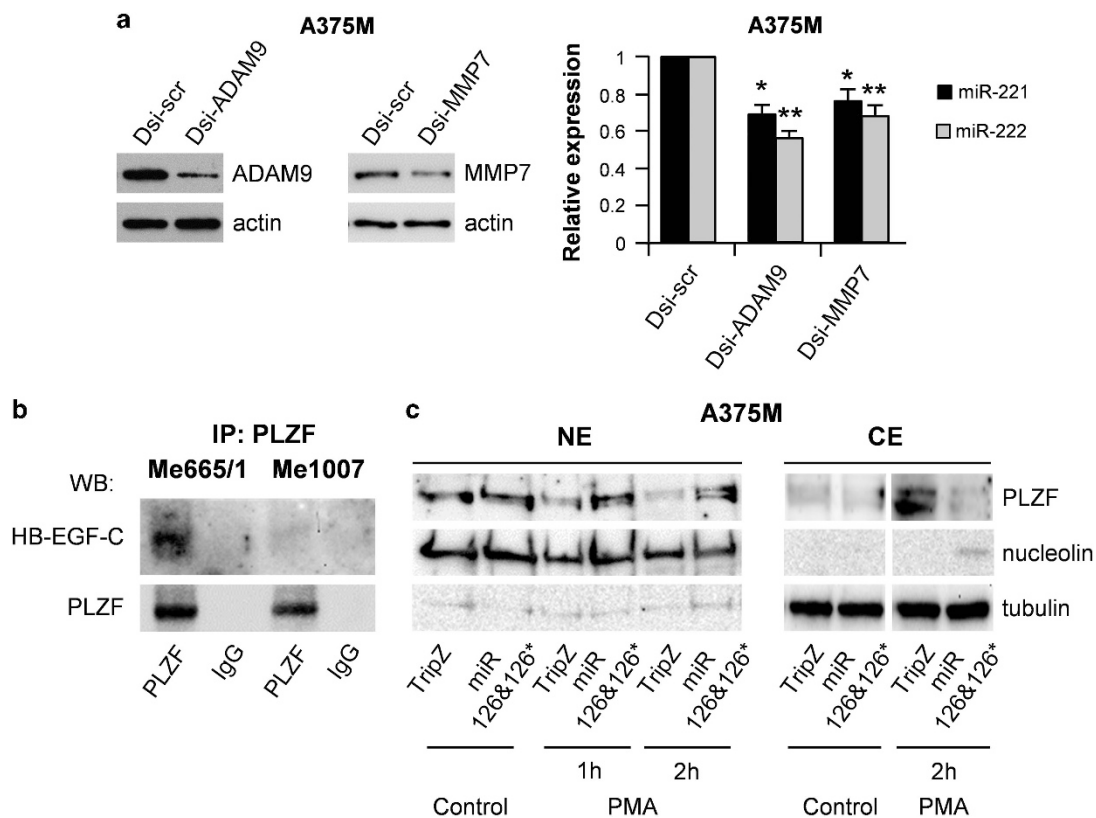 a
A375M
Dsi-scr
Dsi-ADAM9
ADAM9
actin
Dsi-scr
Dsi-MMP7
MMP7
actin
A375M
Relative expression
1
0.8
0.6
0.4
0.2
0
*
**
*
**
Dsi-scr
Dsi-ADAM9
Dsi-MMP7
miR-221
miR-222
b
IP: PLZF
Me665/1 Me1007
WB:
HB-EGF-C
PLZF
PLZF
IgG
PLZF
IgG
c
A375M
NE
CE
PLZF
nucleolin
tubulin
TripZ
miR
126&126*
TripZ
miR
126&126*
TripZ
miR
126&126*
TripZ
miR
126&126*
TripZ
miR
126&126*
1h
2h
2h
Control
PMA
Control
PMA